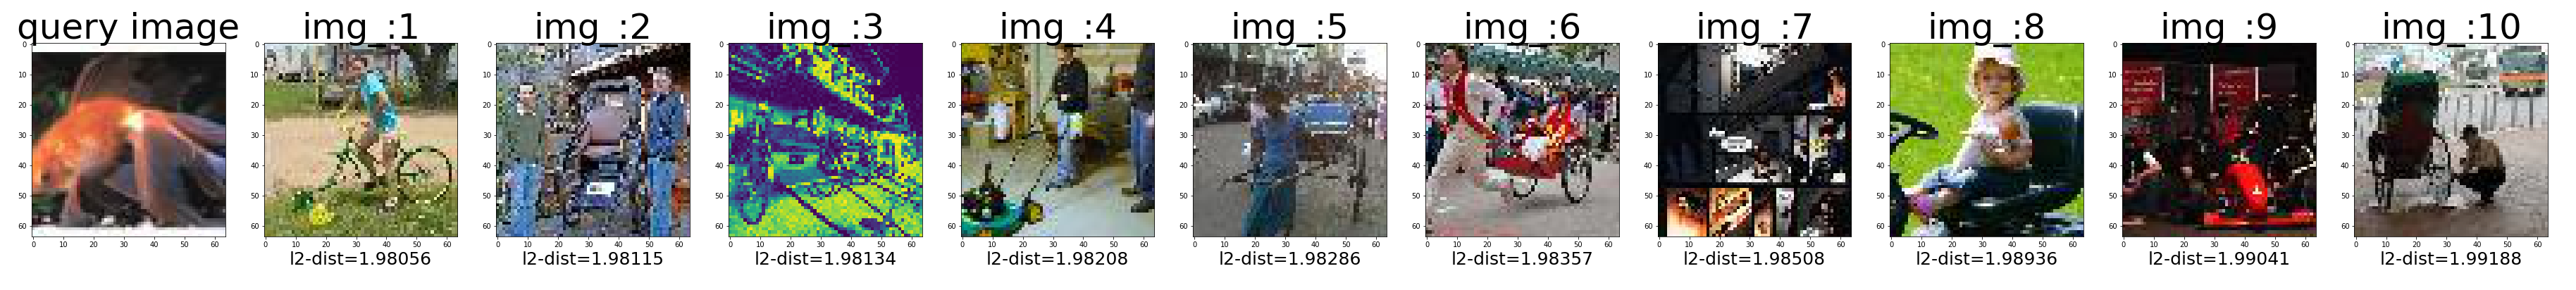 query image
img_:1
img_:2
img_:3
img_:4
img_:5
img_:6
img_:7
img_:8
img_:9
img_:10
0
10
20
30
40
50
60
0 10 20 30 40 50 60
0
10
20
30
40
50
60
0 10 20 30 40 50 60
0
10
20
30
40
50
60
0 10 20 30 40 50 60
0
10
20
30
40
50
60
0 10 20 30 40 50 60
0
10
20
30
40
50
60
0 10 20 30 40 50 60
0
10
20
30
40
50
60
0 10 20 30 40 50 60
0
10
20
30
40
50
60
0 10 20 30 40 50 60
0
10
20
30
40
50
60
0 10 20 30 40 50 60
0
10
20
30
40
50
60
0 10 20 30 40 50 60
0
10
20
30
40
50
60
0 10 20 30 40 50 60
0
10
20
30
40
50
60
0 10 20 30 40 50 60
l2-dist=1.98056
l2-dist=1.98115
l2-dist=1.98134
l2-dist=1.98208
l2-dist=1.98286
l2-dist=1.98357
l2-dist=1.98508
l2-dist=1.98936
l2-dist=1.99041
l2-dist=1.99188